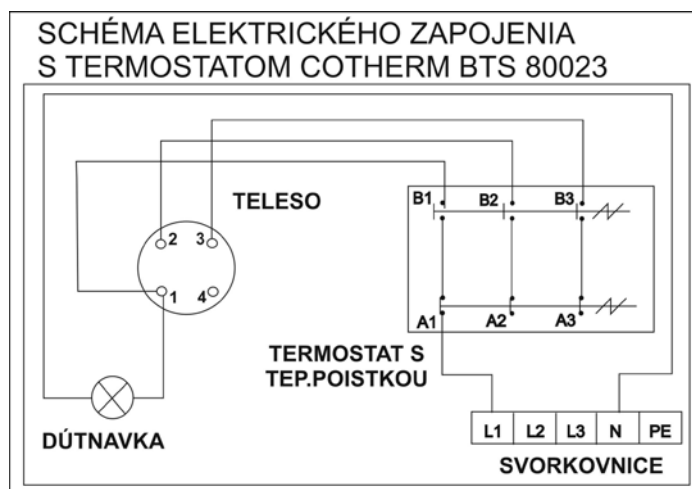 SCHÉMA ELEKTRICKÉHO ZAPOJENIA
S TERMOSTATOM COTHERM BTS 80023
TELESO
B1 B2 B3
2 3
1 4
A1 A2 A3
TERMOSTAT S
TEP.POISTKOU
DÚTNAVKA
L1 L2 L3 N PE
SVORKOVNICE